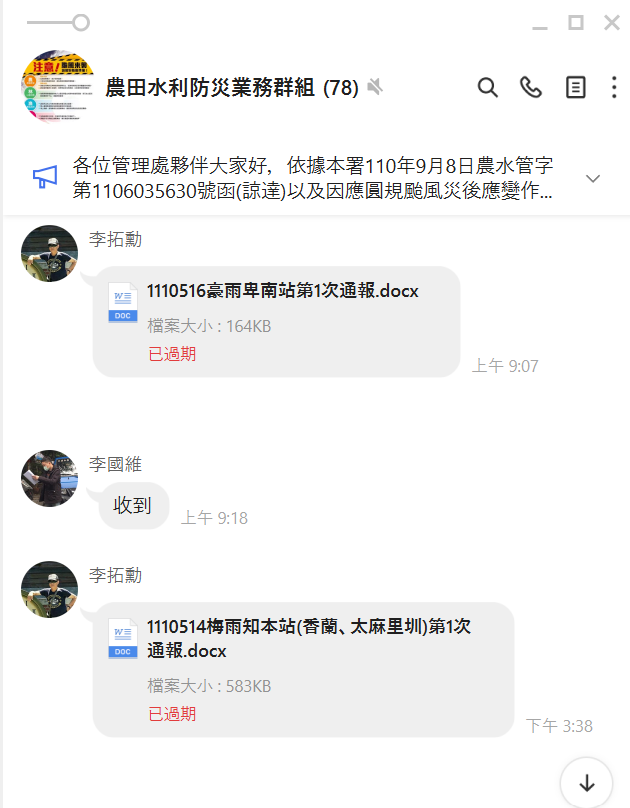 注意!
農田水利防災業務群組 (78)
各位管理處夥伴大家好，依據本署110年9月8日農水管字
第1106035630號函(諒達)以及因應圓規颱風災後應變作...
李拓勳
1110516豪雨卑南站第1次通報.docx
W
DOC
檔案大小 : 164KB
已過期
上午 9:07
李國維
收到
上午 9:18
李拓勳
1110514梅雨知本站(香蘭、太麻里圳)第1次
通報.docx
W
DOC
檔案大小 : 583KB
已過期
下午 3:38